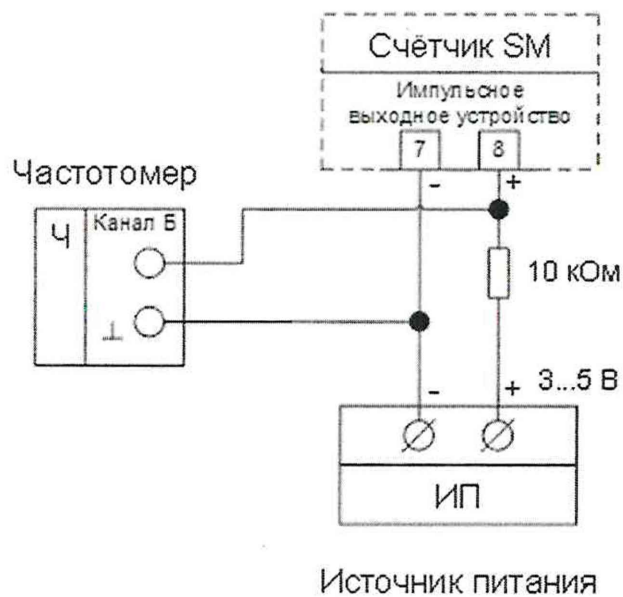 Счётчик SM
Импульсное
выходное устройство
7 8
- +
Частотомер
Ч Канал Б
⊥
10 кОм
- + 3...5 В
ИП
Источник питания